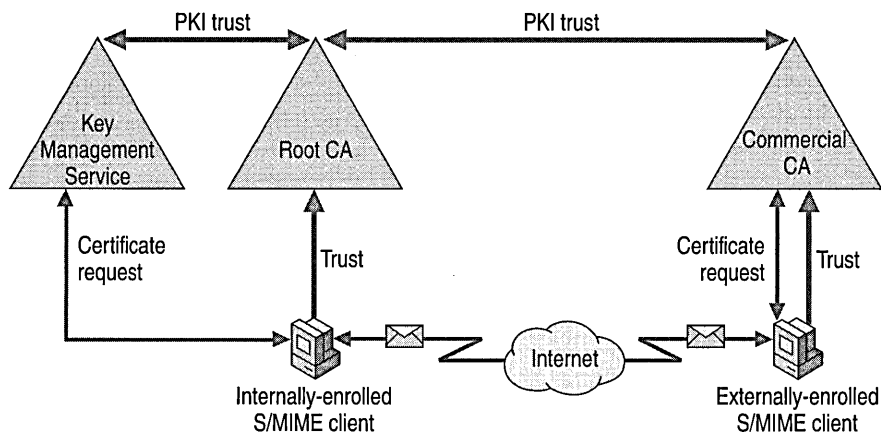 PKI trust
PKI trust
Key
Management
Service
Root CA
Commercial
CA
Certificate
request
Trust
Certificate
request
Trust
Internet
Internally-enrolled
S/MIME client
Externally-enrolled
S/MIME client